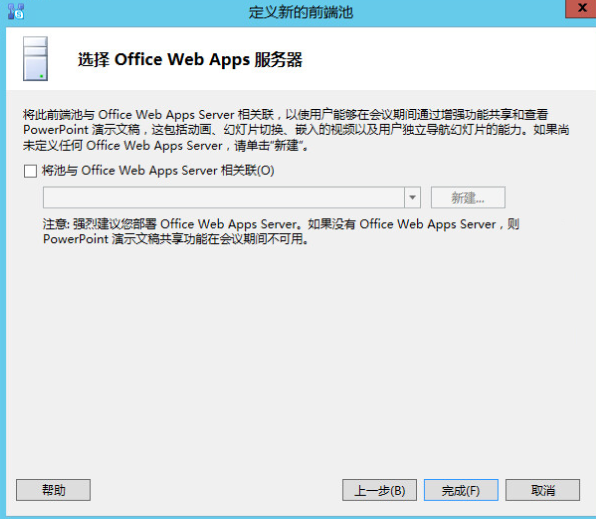 定义新的前端池
x
选择 Office Web Apps 服务器
将此前端池与 Office Web Apps Server 相关联，以使用户能够在会议期间通过增强功能共享和查看
PowerPoint 演示文稿，这包括动画、幻灯片切换、嵌入的视频以及用户独立导航幻灯片的能力。如果尚
未定义任何 Office Web Apps Server，请单击“新建”。
将池与 Office Web Apps Server 相关联(O)
新建...
注意: 强烈建议您部署 Office Web Apps Server。如果没有 Office Web Apps Server，则
PowerPoint 演示文稿共享功能在会议期间不可用。
帮助 上一步(B) 完成(F) 取消